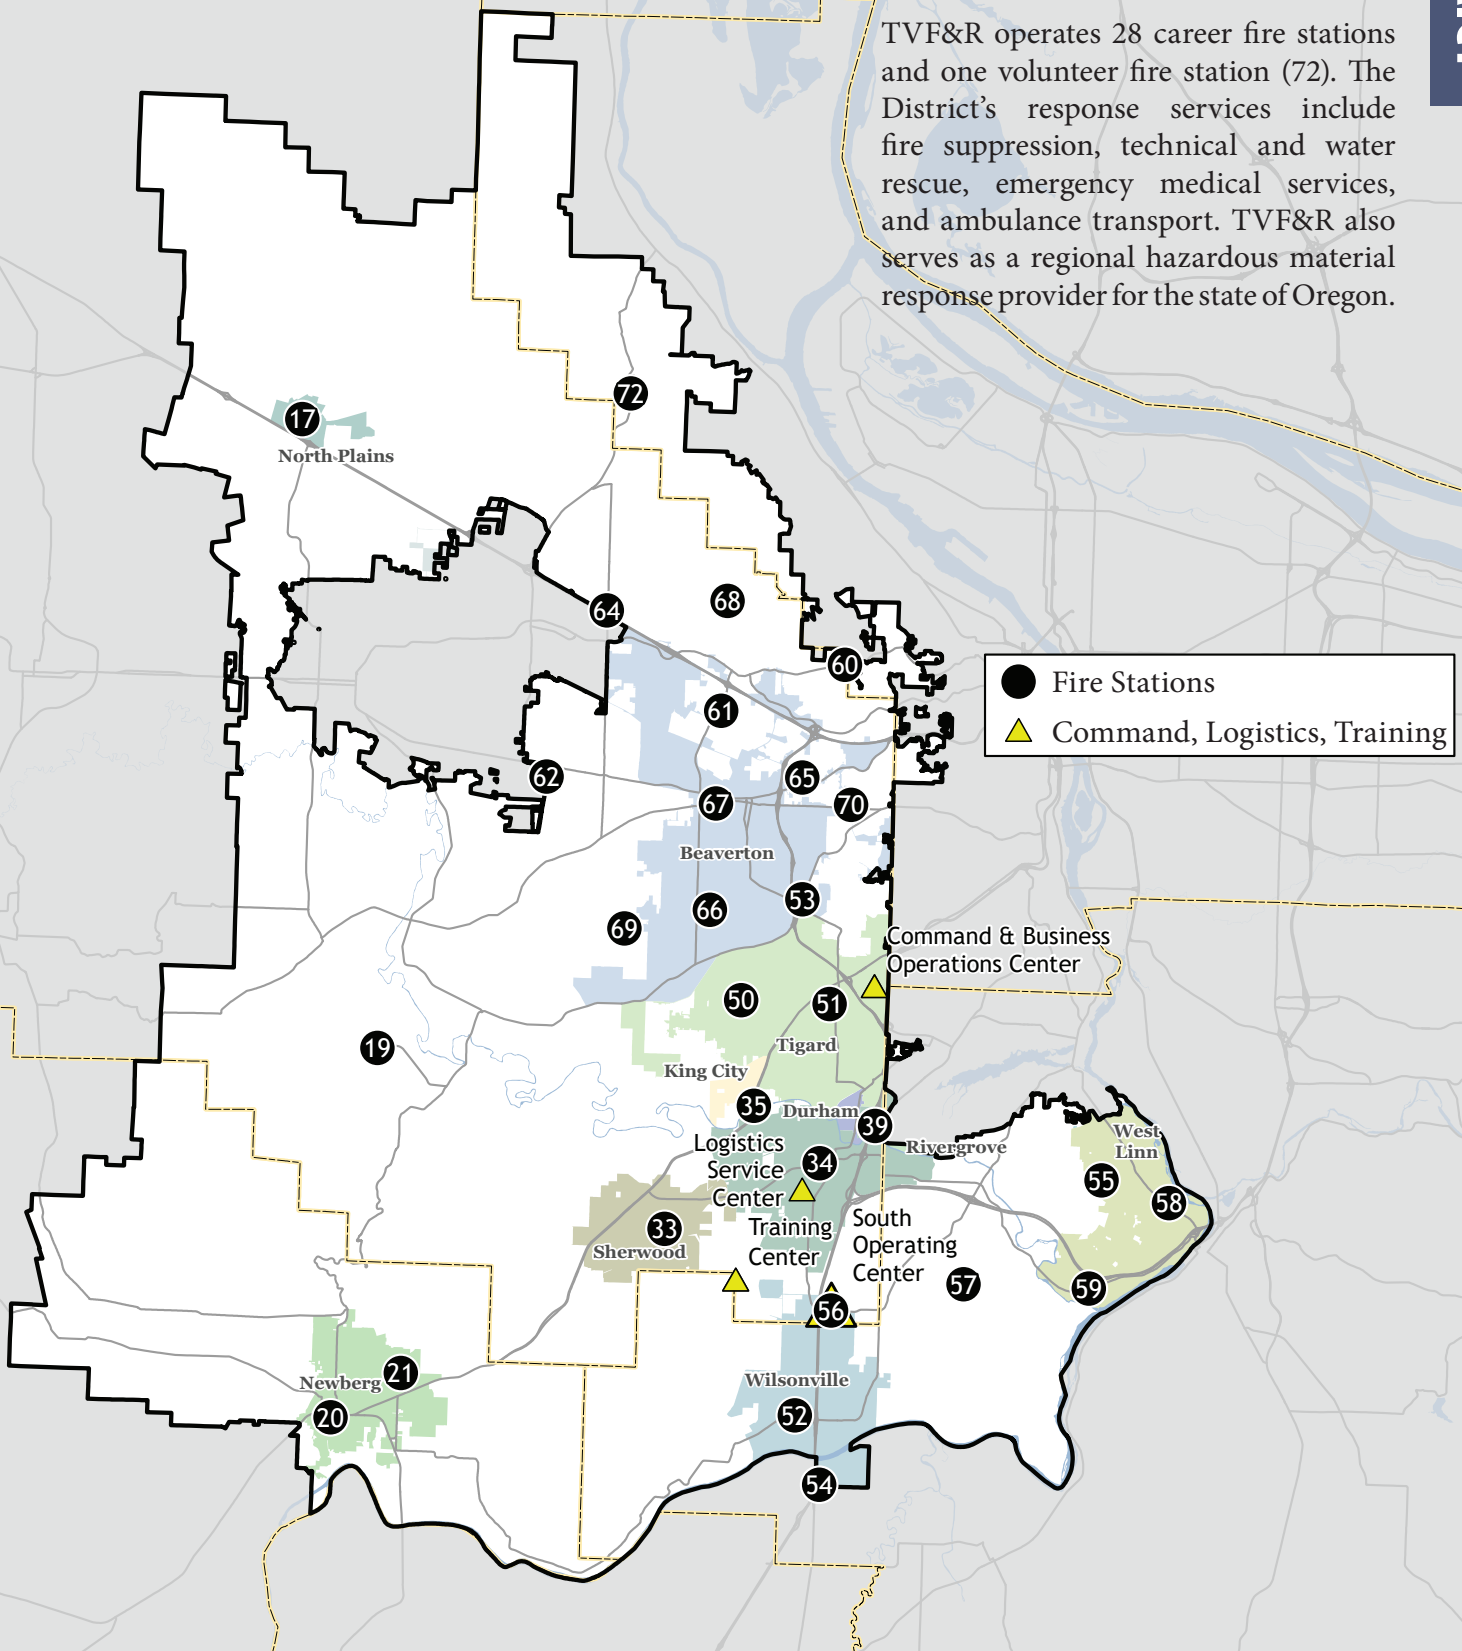 TVF&R operates 28 career fire stations
and one volunteer fire station (72). The
District’s response services include
fire suppression, technical and water
rescue, emergency medical services,
and ambulance transport. TVF&R also
serves as a regional hazardous material
response provider for the state of Oregon.
72
17
North Plains
64
68
60
Fire Stations
Command, Logistics, Training
61
62
65
67
70
Beaverton
53
66
69
Command & Business
Operations Center
50
51
19
Tigard
King City
35
Durham
39
West
Linn
Logistics
Service
Center
Rivergrove
34
55
58
33
Sherwood
Training
Center
South
Operating
Center
57
59
56
21
Newberg
20
Wilsonville
52
54